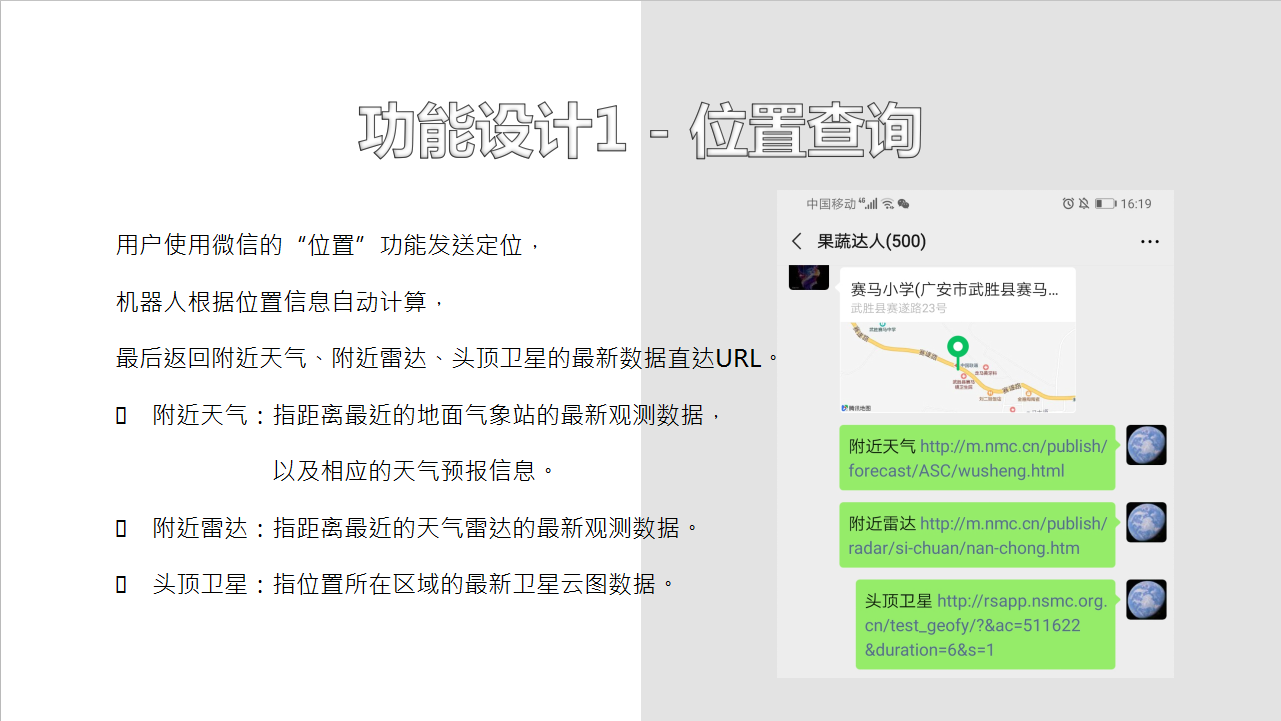 功能设计1 - 位置查询
用户使用微信的“位置”功能发送定位，
机器人根据位置信息自动计算，
最后返回附近天气、附近雷达、头顶卫星的最新数据直达URL。
附近天气：指距离最近的地面气象站的最新观测数据，
以及相应的天气预报信息。
附近雷达：指距离最近的天气雷达的最新观测数据。
头顶卫星：指位置所在区域的最新卫星云图数据。
中国移动 4G 16:19
果蔬达人(500)
赛马小学(广安市武胜县赛马...
武胜县赛遂路23号
赛遂路
赛遂路
赛遂路
腾讯地图
附近天气 http://m.nmc.cn/publish/
forecast/ASC/wusheng.html
附近雷达 http://m.nmc.cn/publish/
radar/si-chuan/nan-chong.htm
头顶卫星 http://rsapp.nsmc.org.
cn/test_geofy/?&ac=511622
&duration=6&s=1